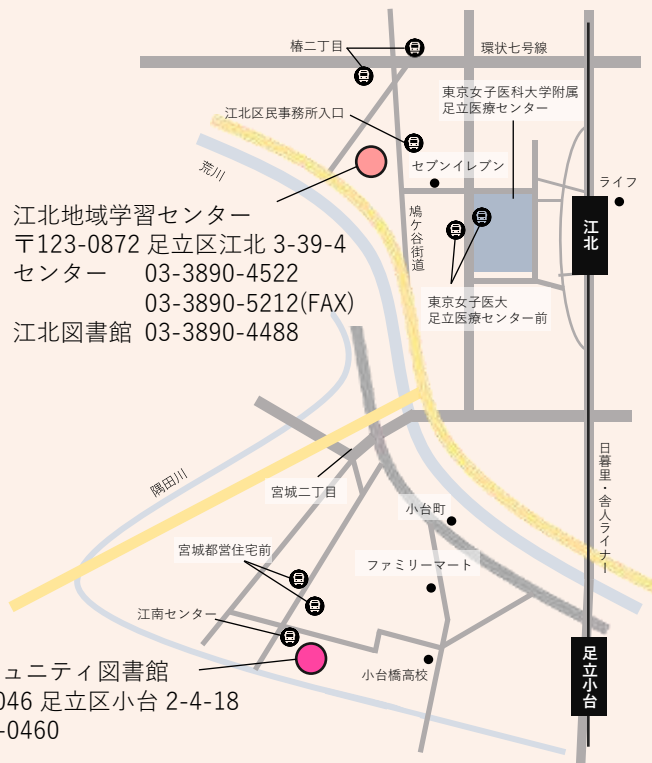 椿二丁目
環状七号線
東京女子医科大学附属
足立医療センター
江北区民事務所入口
セブンイレブン
荒川
ライフ
江北地域学習センター
〒123-0872 足立区江北 3-39-4
センター 03-3890-4522
03-3890-5212(FAX)
江北図書館 03-3890-4488
鳩ケ谷街道
江北
東京女子医大
足立医療センター前
日暮里・舎人ライナー
隅田川
宮城二丁目
小台町
宮城都営住宅前
ファミリーマート
江南センター
足立小台
小台橋高校
ュニティ図書館
046 足立区小台 2-4-18
-0460